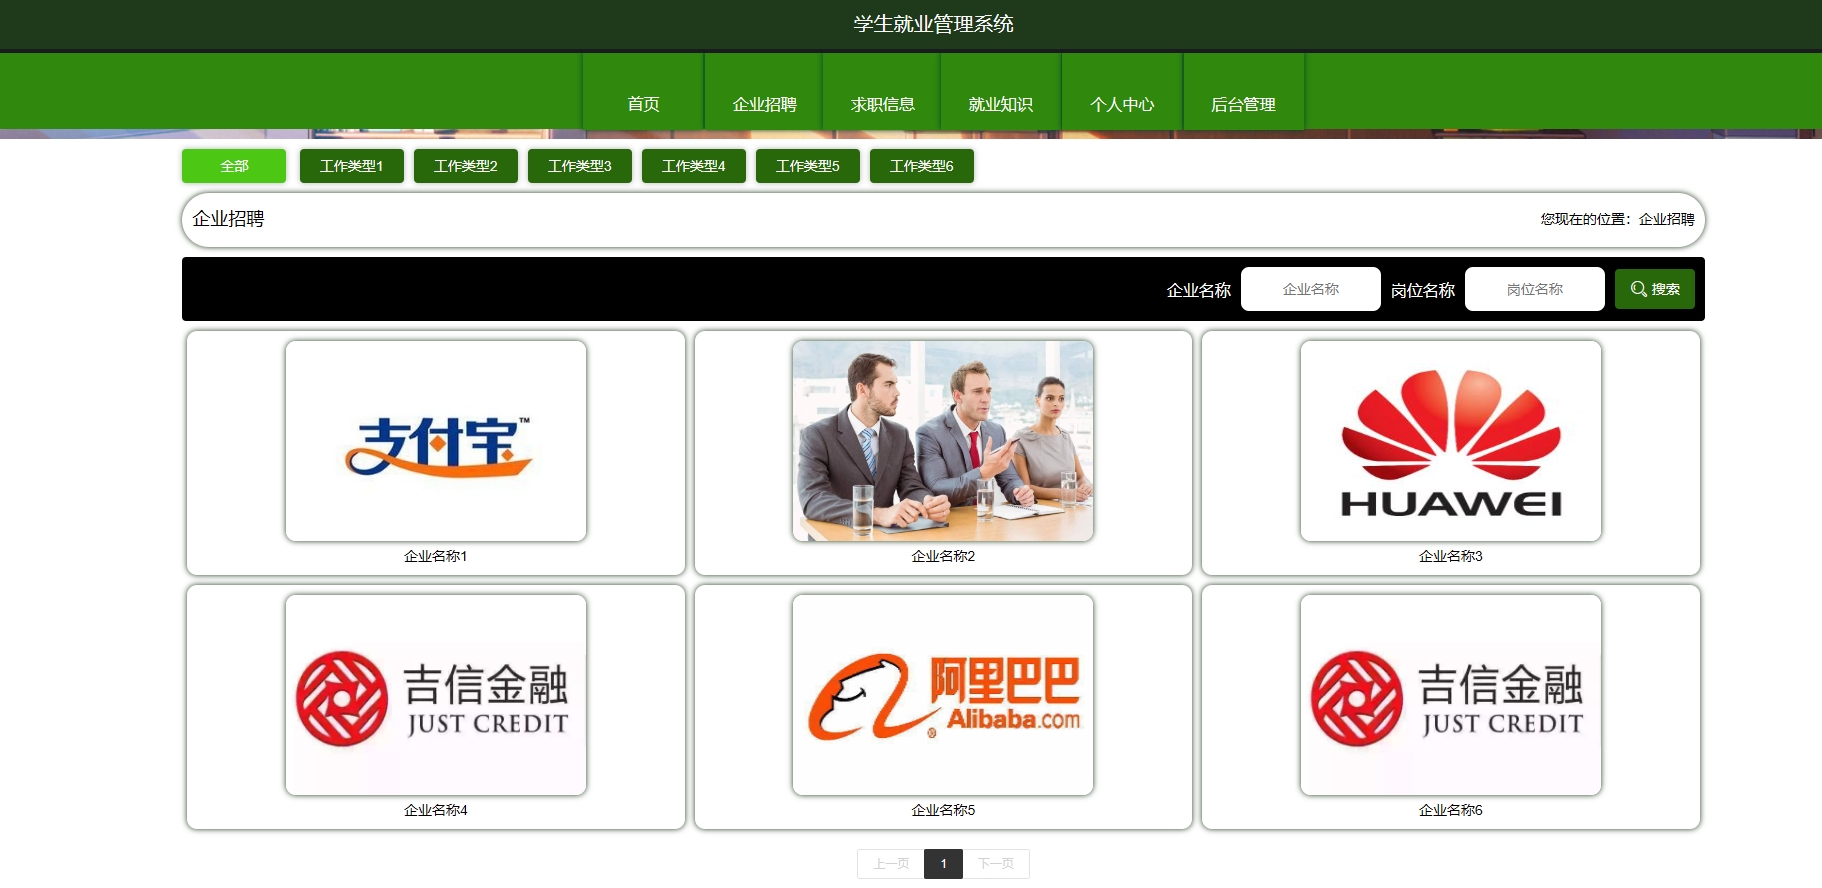 学生就业管理系统
首页 企业招聘 求职信息 就业知识 个人中心 后台管理
全部 工作类型1 工作类型2 工作类型3 工作类型4 工作类型5 工作类型6
企业招聘 您现在的位置：企业招聘
企业名称 企业名称 岗位名称 岗位名称 搜索
支付宝™
HUAWEI
企业名称1 企业名称2 企业名称3
吉信金融
JUST CREDIT
阿里巴巴
Alibaba.com
®
吉信金融
JUST CREDIT
企业名称4 企业名称5 企业名称6
上一页 1 下一页